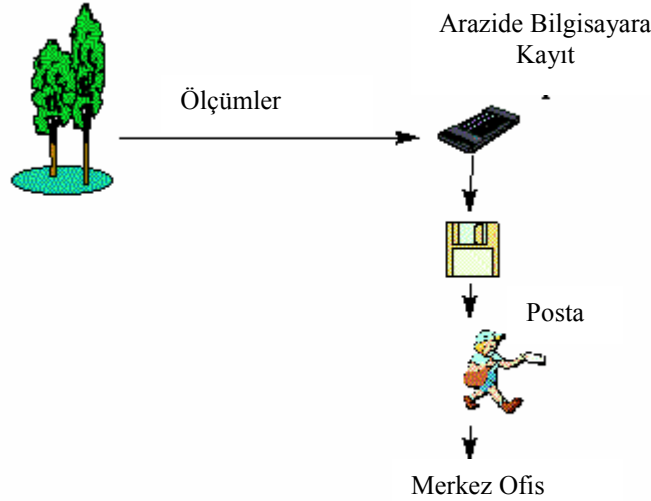 Arazide Bilgisayara
Kayıt
Ölçümler
Posta
Merkez Ofis